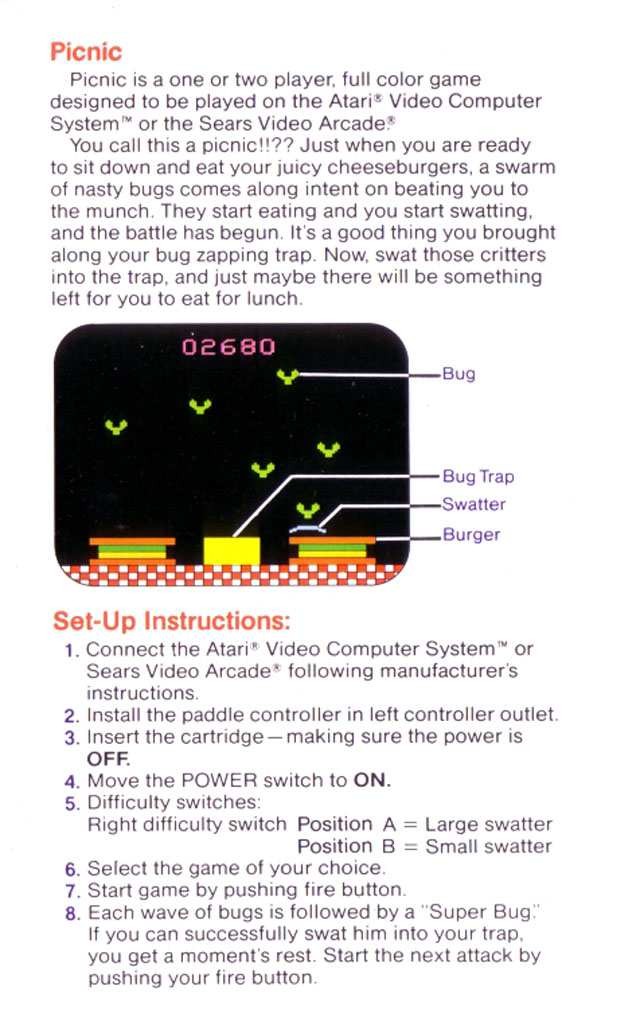 Picnic
Picnic is a one or two player, full color game
designed to be played on the Atari® Video Computer
System™ or the Sears Video Arcade®.
You call this a picnic!!?? Just when you are ready
to sit down and eat your juicy cheeseburgers, a swarm
of nasty bugs comes along intent on beating you to
the munch. They start eating and you start swatting,
and the battle has begun. It's a good thing you brought
along your bug zapping trap. Now, swat those critters
into the trap, and just maybe there will be something
left for you to eat for lunch.
02680
Bug
Bug Trap
Swatter
Burger
Set-Up Instructions:
1. Connect the Atari® Video Computer System™ or
Sears Video Arcade® following manufacturer's
instructions.
2. Install the paddle controller in left controller outlet.
3. Insert the cartridge—making sure the power is
OFF.
4. Move the POWER switch to ON.
5. Difficulty switches:
Right difficulty switch Position A = Large swatter
Position B = Small swatter
6. Select the game of your choice.
7. Start game by pushing fire button.
8. Each wave of bugs is followed by a "Super Bug."
If you can successfully swat him into your trap,
you get a moment's rest. Start the next attack by
pushing your fire button.